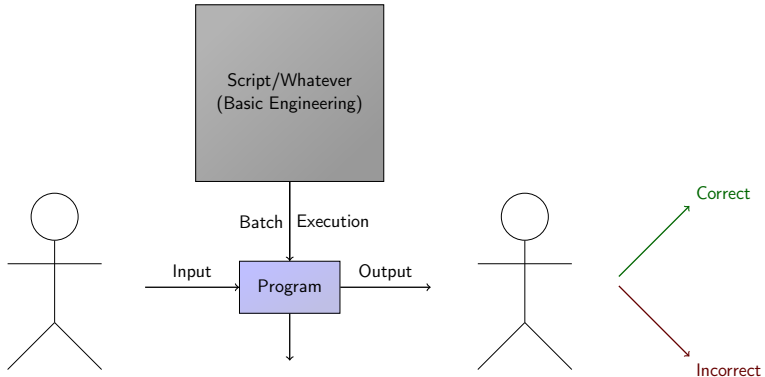 Script/Whatever
(Basic Engineering)
Batch Execution
Input
Program
Output
Correct
Incorrect